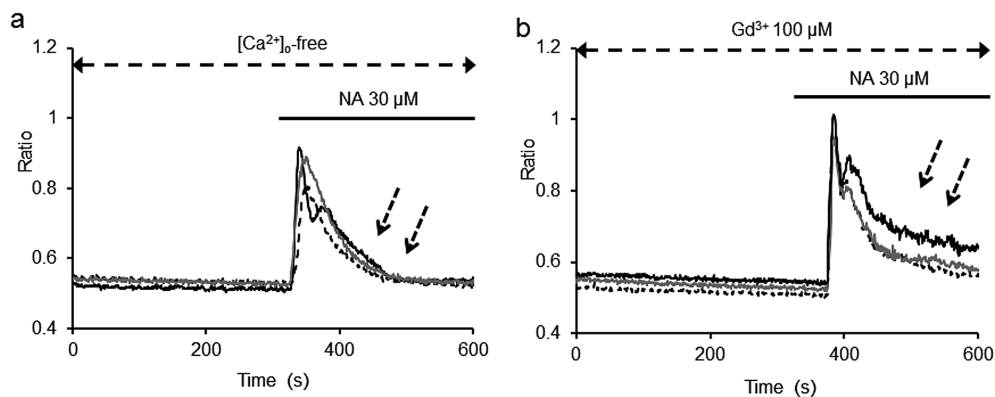 a
[Ca²⁺]ₒ-free
NA 30 µM
1.2
1
0.8
0.6
0.4
Ratio
0 200 400 600
Time (s)
b
Gd³⁺ 100 µM
NA 30 µM
1.2
1.0
0.8
0.6
0.4
Ratio
0 200 400 600
Time (s)